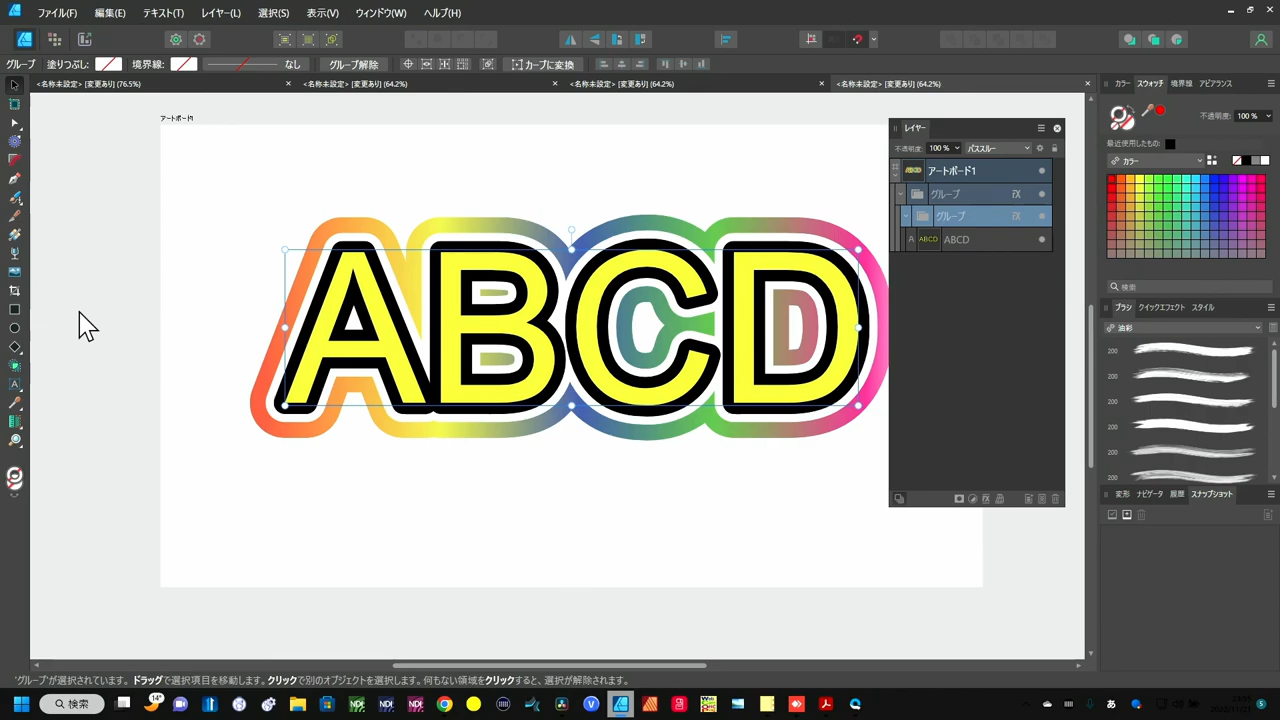 ファイル(F) 編集(E) テキスト(T) レイヤー(L) 選択(S) 表示(V) ウィンドウ(W) ヘルプ(H)
グループ 塗りつぶし: 境界線: なし グループ解除 カーブに変換
<名称未設定> [変更あり] (76.5%) <名称未設定> [変更あり] (64.2%) <名称未設定> [変更あり] (64.2%) <名称未設定> [変更あり] (64.2%)
カラー スウォッチ 境界線 アピアランス
アートボード1
不透明度: 100 %
レイヤー
最近使用したもの:
不透明度: 100 % パススルー
カラー
アートボード1
グループ
グループ
A ABCD ABCD
ABCD
検索
ブラシ クイックエフェクト スタイル
油彩
200
200
200
200
200
200
変形 ナビゲータ 履歴 スナップショット
'グループ'が選択されています。 ドラッグで選択項目を移動します。クリックで別のオブジェクトを選択します。何もない領域をクリックすると、選択が解除されます。
検索 14° NDI NDI NDI